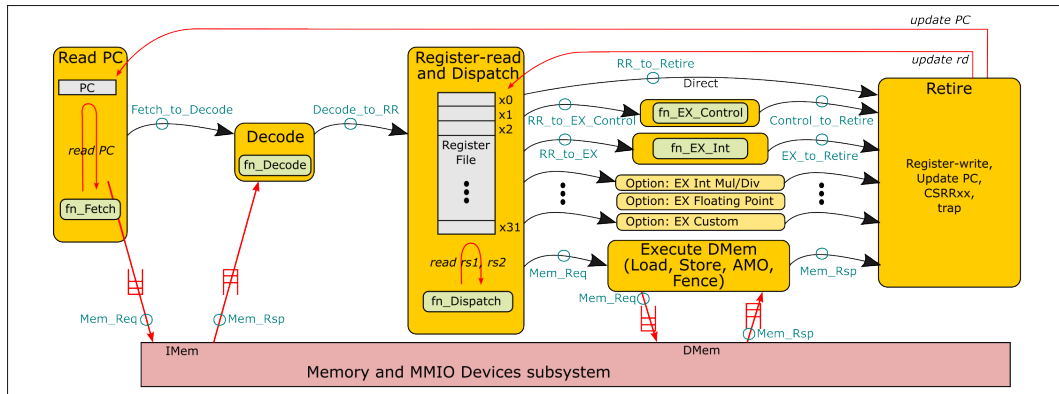 update PC
update rd
Read PC
PC
read PC
fn_Fetch
Fetch_to_Decode
Decode
fn_Decode
Decode_to_RR
Register-read
and Dispatch
x0
x1
x2
Register
File
x31
read rs1, rs2
fn_Dispatch
RR_to_Retire
Direct
RR_to_EX_Control
fn_EX_Control
Control_to_Retire
RR_to_EX
fn_EX_Int
EX_to_Retire
Option: EX Int Mul/Div
Option: EX Floating Point
Option: EX Custom
Mem_Req
Execute DMem
(Load, Store, AMO,
Fence)
Mem_Rsp
Retire
Register-write,
Update PC,
CSRRxx,
trap
Mem_Req
Mem_Rsp
Mem_Req
Mem_Rsp
IMem
DMem
Memory and MMIO Devices subsystem